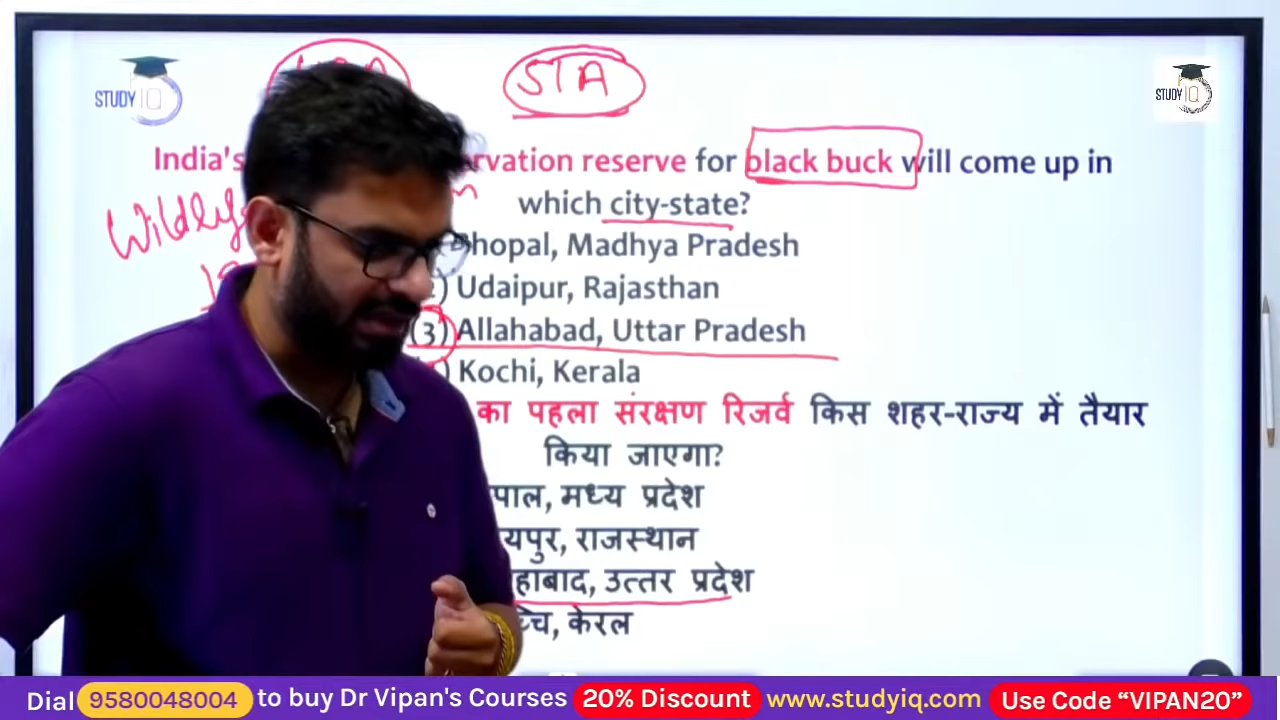 STUDY IQ
STA
STUDY IQ
India's rvation reserve for black buck will come up in
which city-state?
Bhopal, Madhya Pradesh
) Udaipur, Rajasthan
(3) Allahabad, Uttar Pradesh
) Kochi, Kerala
का पहला संरक्षण रिजर्व किस शहर-राज्य में तैयार
किया जाएगा?
पाल, मध्य प्रदेश
यपुर, राजस्थान
हाबाद, उत्तर प्रदेश
च्चि, केरल
Dial 9580048004 to buy Dr Vipan's Courses 20% Discount www.studyiq.com Use Code “VIPAN20”